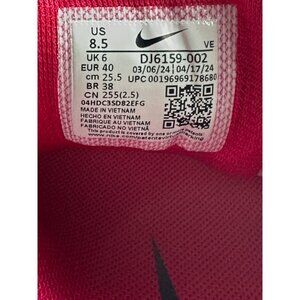 US
8.5
UK 6
EUR 40
cm 25.5
BR 38
CN 255(2.5)
VE
DJ6159-002
03/06/24 04/17/24
UPC 00196969178680
04HDC3SD82EFG
MADE IN VIETNAM
HECHO EN VIETNAM
FABRICADO NO VIETNAM
FABRIQUÉ AU VIETNAM